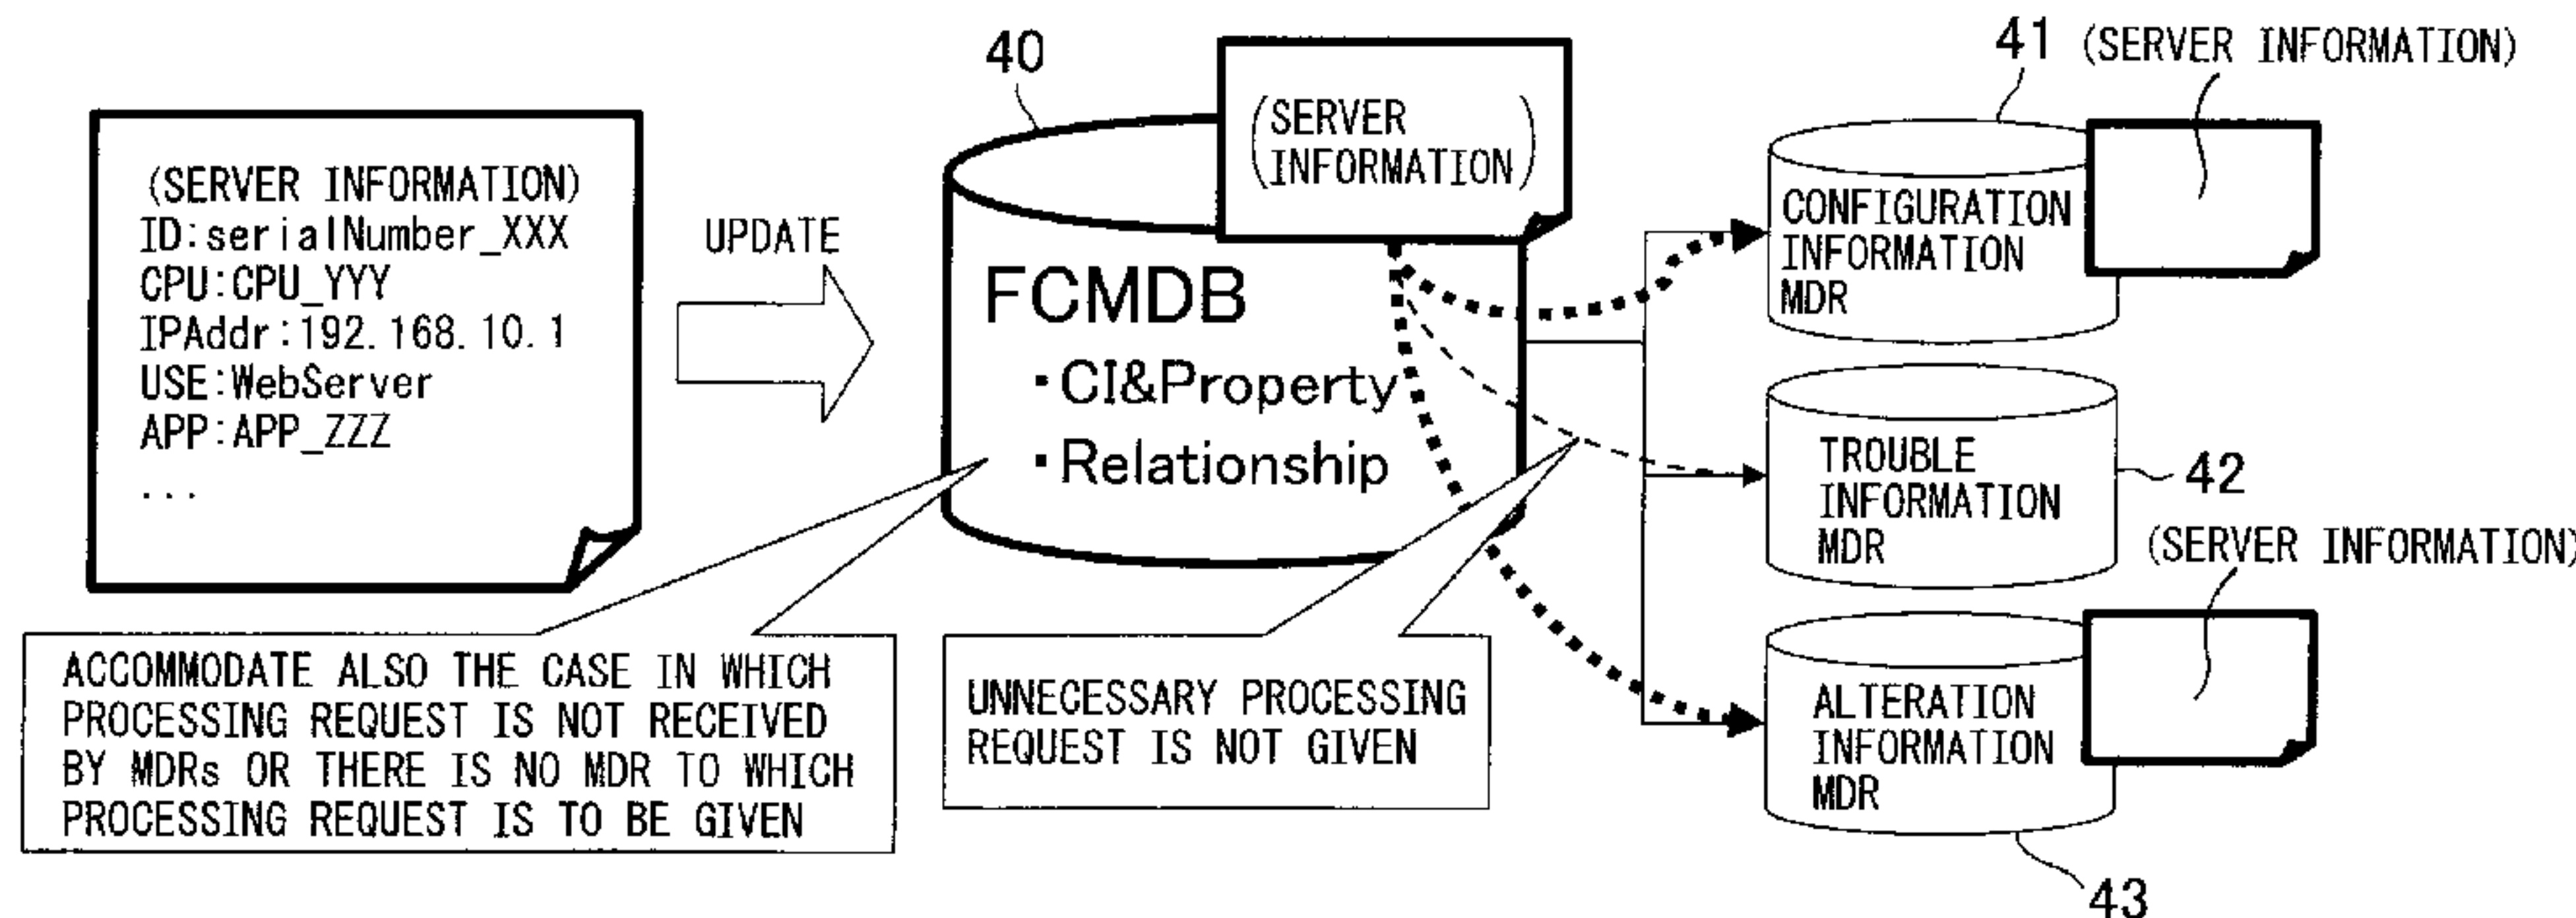 (SERVER INFORMATION)
ID:serialNumber_XXX
CPU:CPU_YYY
IPAddr:192.168.10.1
USE:WebServer
APP:APP_ZZZ
...
UPDATE
40
(SERVER
INFORMATION)
FCMDB
・CI&Property
・Relationship
ACCOMMODATE ALSO THE CASE IN WHICH
PROCESSING REQUEST IS NOT RECEIVED
BY MDRs OR THERE IS NO MDR TO WHICH
PROCESSING REQUEST IS TO BE GIVEN
UNNECESSARY PROCESSING
REQUEST IS NOT GIVEN
41
(SERVER INFORMATION)
CONFIGURATION
INFORMATION
MDR
TROUBLE
INFORMATION
MDR
42
(SERVER INFORMATION)
ALTERATION
INFORMATION
MDR
43